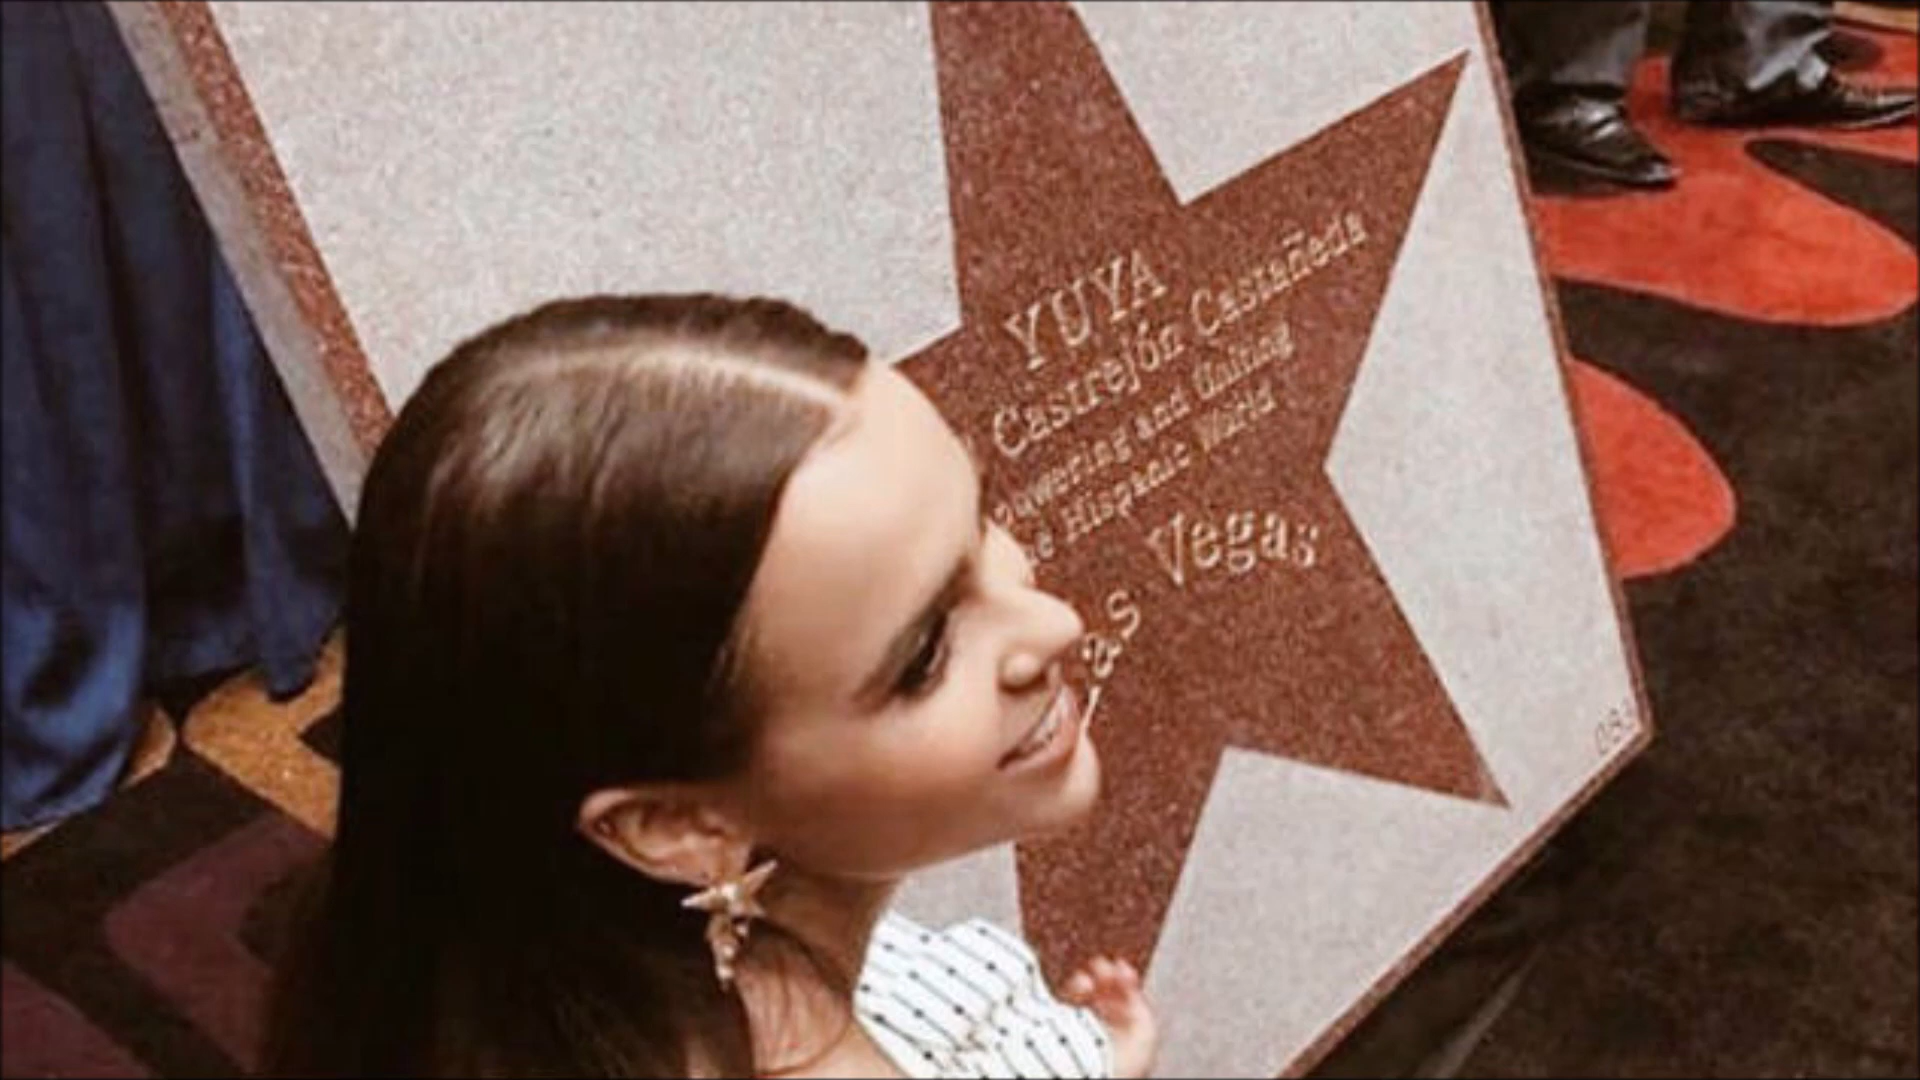 YUYA
Castrejón Castañeda
and Uniting
Hispanic World
Vegas